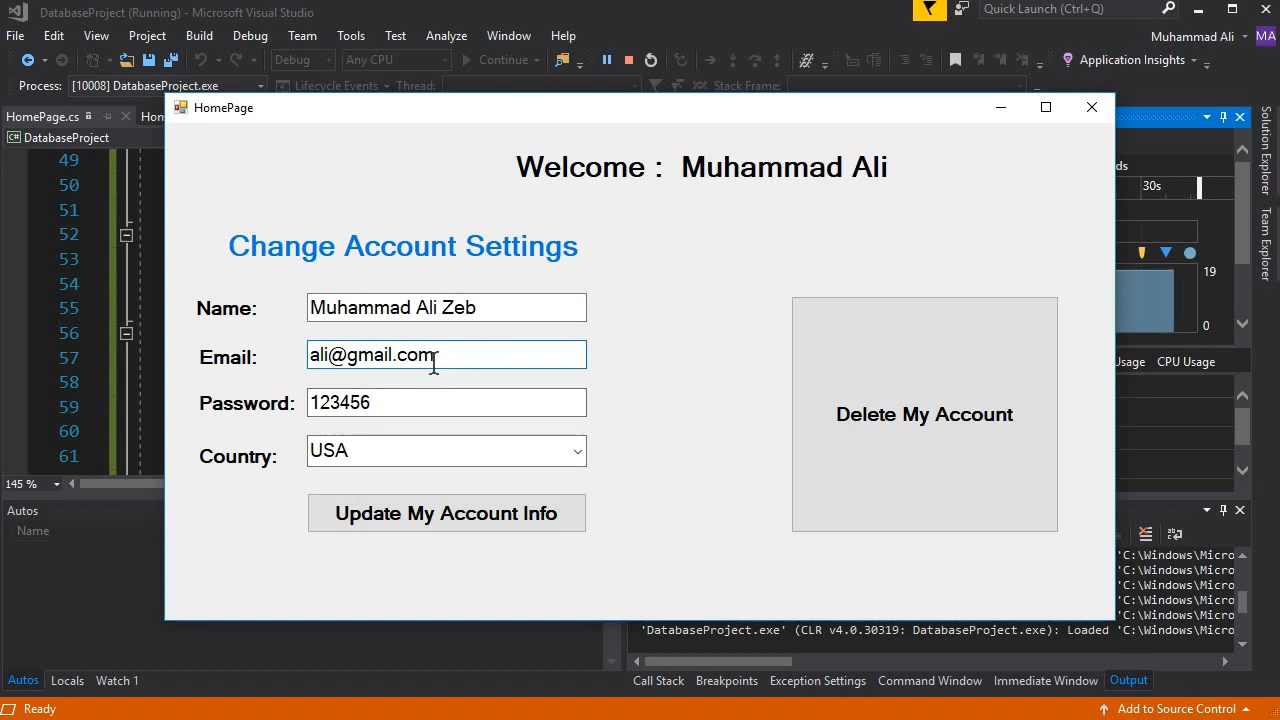 DatabaseProject (Running) - Microsoft Visual Studio
Quick Launch (Ctrl+Q)
File Edit View Project Build Debug Team Tools Test Analyze Window Help
Muhammad Ali MA
Debug Any CPU Continue Application Insights
Process: [10008] DatabaseProject.exe Lifecycle Events Thread: Stack Frame:
HomePage.cs Hom
DatabaseProject
HomePage
Welcome : Muhammad Ali
Change Account Settings
Name: Muhammad Ali Zeb
Email: ali@gmail.com
Password: 123456
Country: USA
Update My Account Info
Delete My Account
49
50
51
52
53
54
55
56
57
58
59
60
61
145 %
ds
30s
19
0
Usage CPU Usage
Solution Explorer
Team Explorer
Autos
Name
'C:\Windows\Micro
'C:\Windows\Micro
'C:\Windows\Micro
'C:\Windows\Micro
'C:\Windows\Micro
'DatabaseProject.exe' (CLR v4.0.30319: DatabaseProject.exe): Loaded 'C:\Windows\Micro
Autos Locals Watch 1
Call Stack Breakpoints Exception Settings Command Window Immediate Window Output
Ready
Add to Source Control